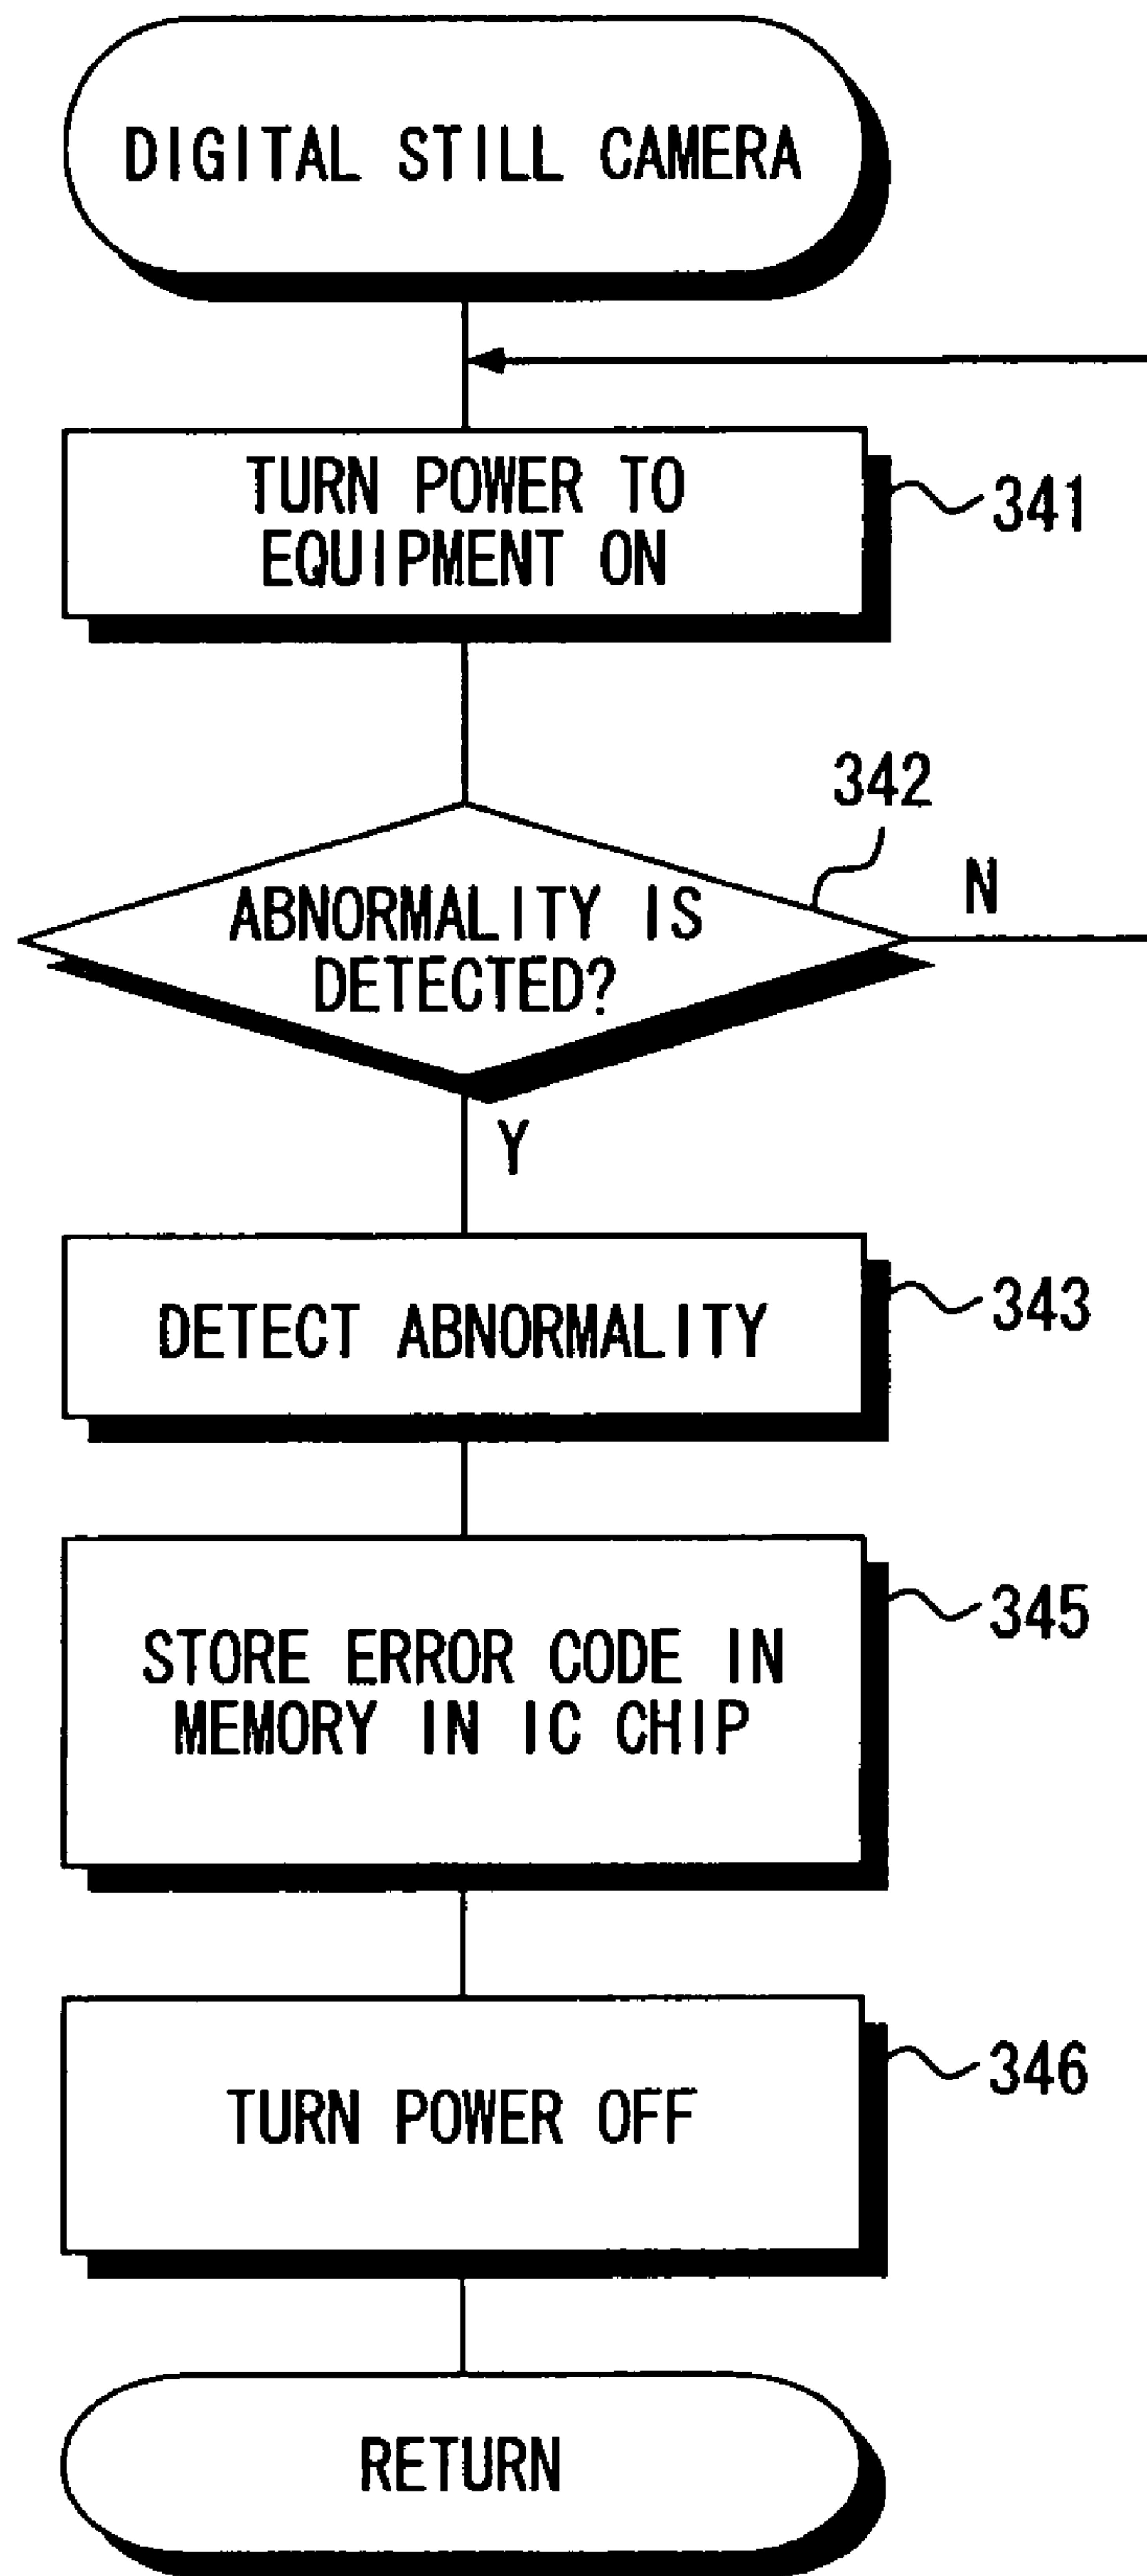 DIGITAL STILL CAMERA
TURN POWER TO
EQUIPMENT ON
341
342
N
ABNORMALITY IS
DETECTED?
Y
DETECT ABNORMALITY
343
STORE ERROR CODE IN
MEMORY IN IC CHIP
345
TURN POWER OFF
346
RETURN